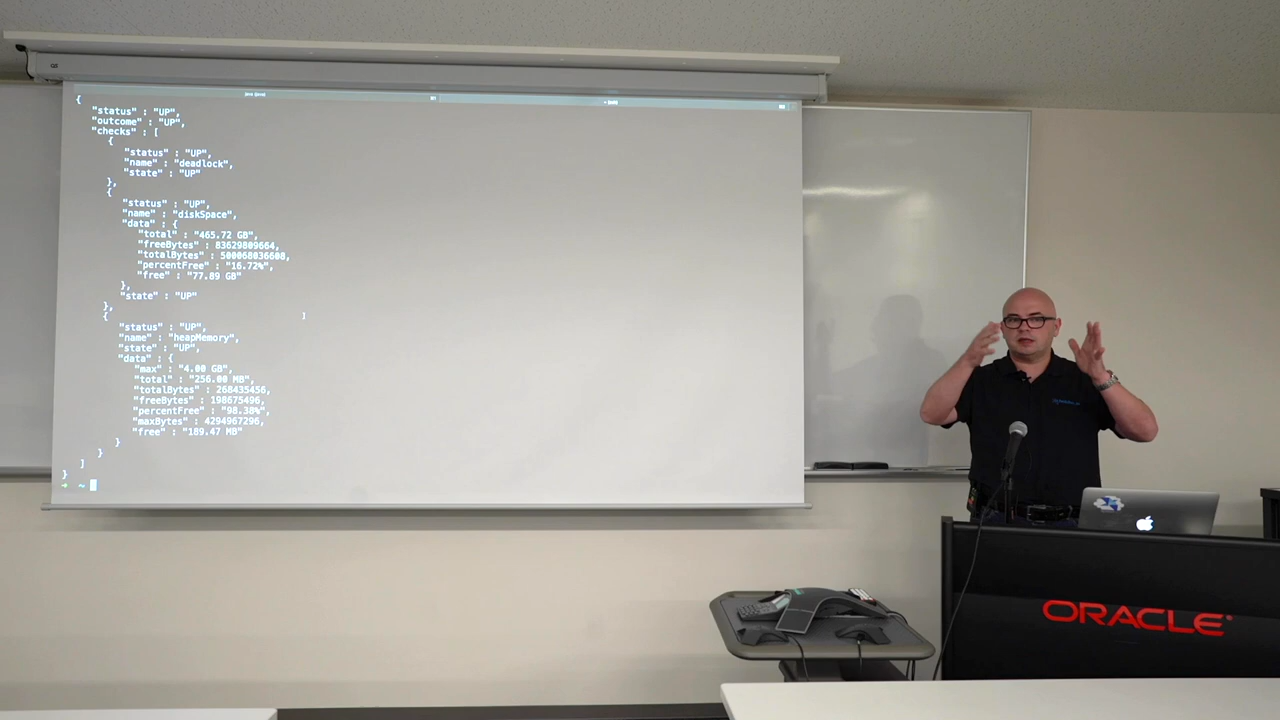 {
"status" : "UP",
"outcome" : "UP",
"checks" : [
{
"status" : "UP",
"name" : "deadlock",
"state" : "UP"
},
{
"status" : "UP",
"name" : "diskSpace",
"data" : {
"total" : "465.72 GB",
"freeBytes" : 83629809664,
"totalBytes" : 500068036608,
"percentFree" : "16.72%",
"free" : "77.89 GB"
},
"state" : "UP"
},
{
"status" : "UP",
"name" : "heapMemory",
"state" : "UP",
"data" : {
"max" : "4.00 GB",
"total" : "256.00 MB",
"totalBytes" : 268435456,
"freeBytes" : 198675496,
"percentFree" : "98.38%",
"maxBytes" : 4294967296,
"free" : "189.47 MB"
}
}
]
}
~
ORACLE